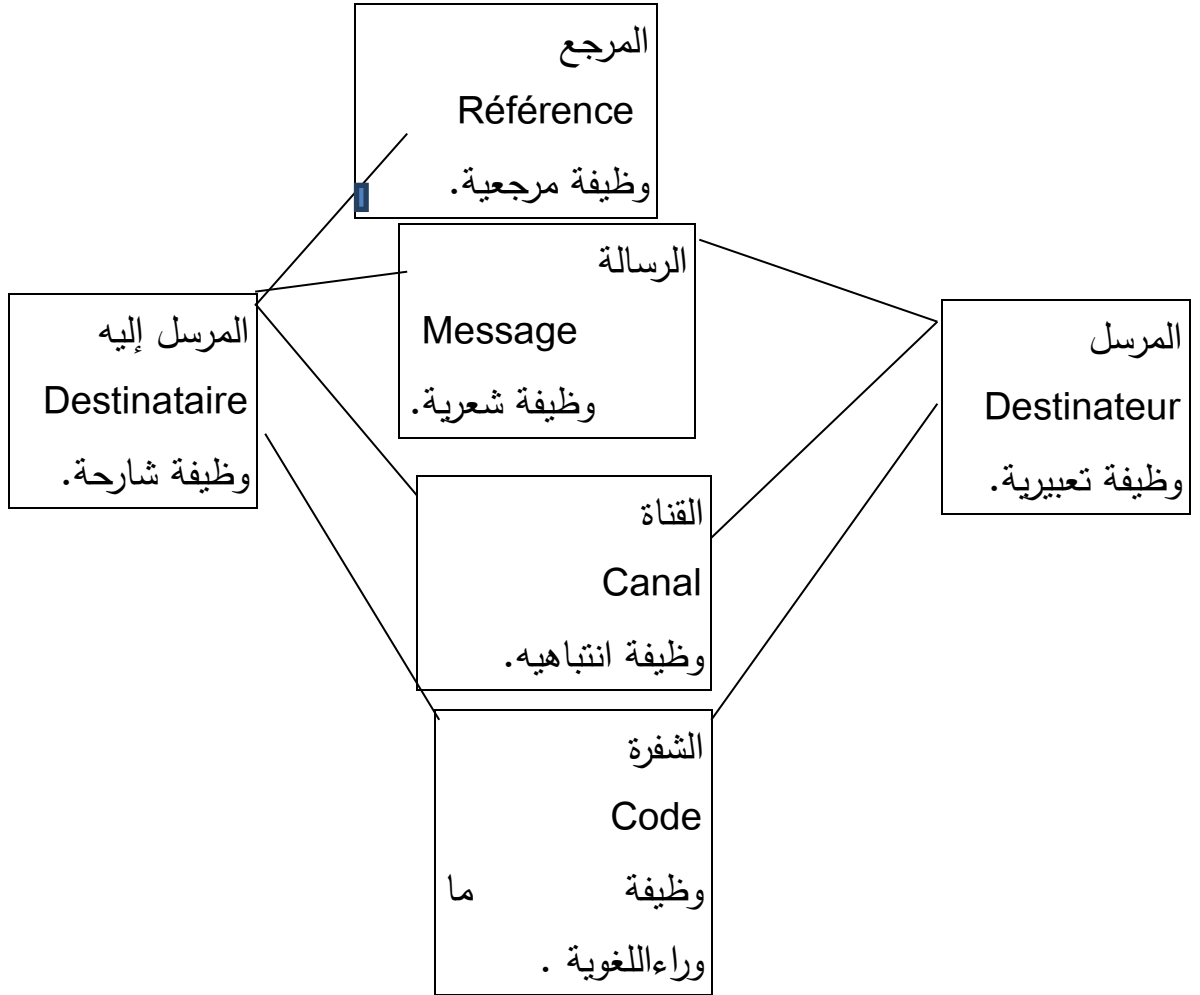 المرجع
Référence
وظيفة مرجعية.
الرسالة
Message
وظيفة شعرية.
المرسل
Destinateur
وظيفة تعبيرية.
المرسل إليه
Destinataire
وظيفة شارحة.
القناة
Canal
وظيفة انتباهيه.
الشفرة
Code
وظيفة ما
وراءاللغوية .